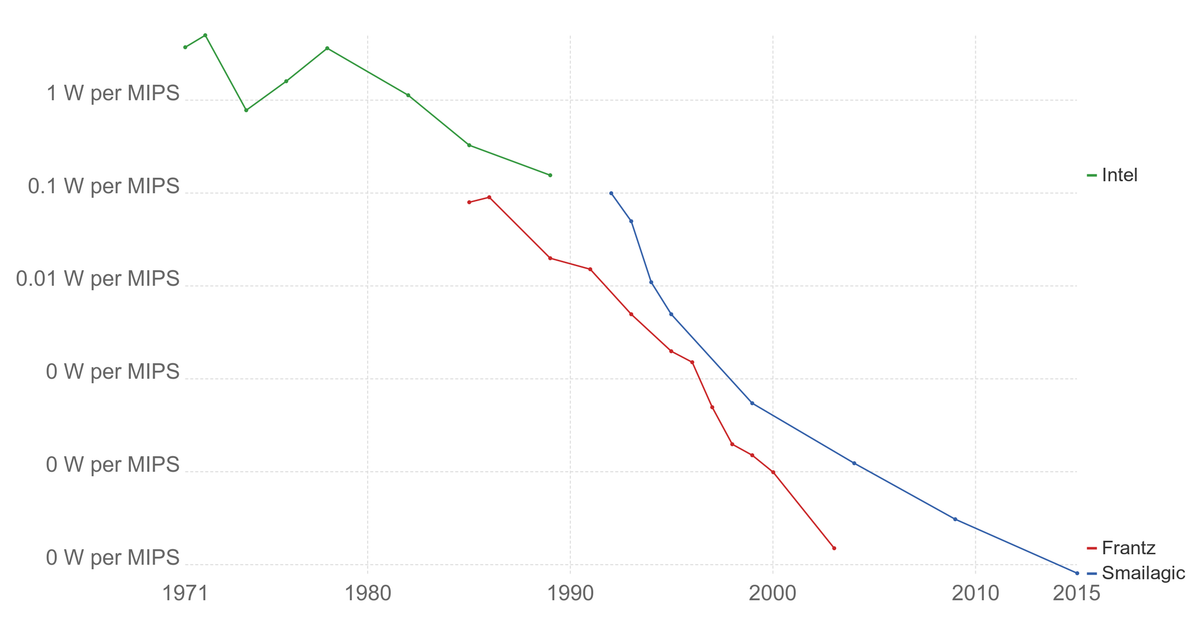 1 W per MIPS
0.1 W per MIPS
Intel
0.01 W per MIPS
0 W per MIPS
0 W per MIPS
0 W per MIPS
Frantz
Smailagic
1971 1980 1990 2000 2010 2015